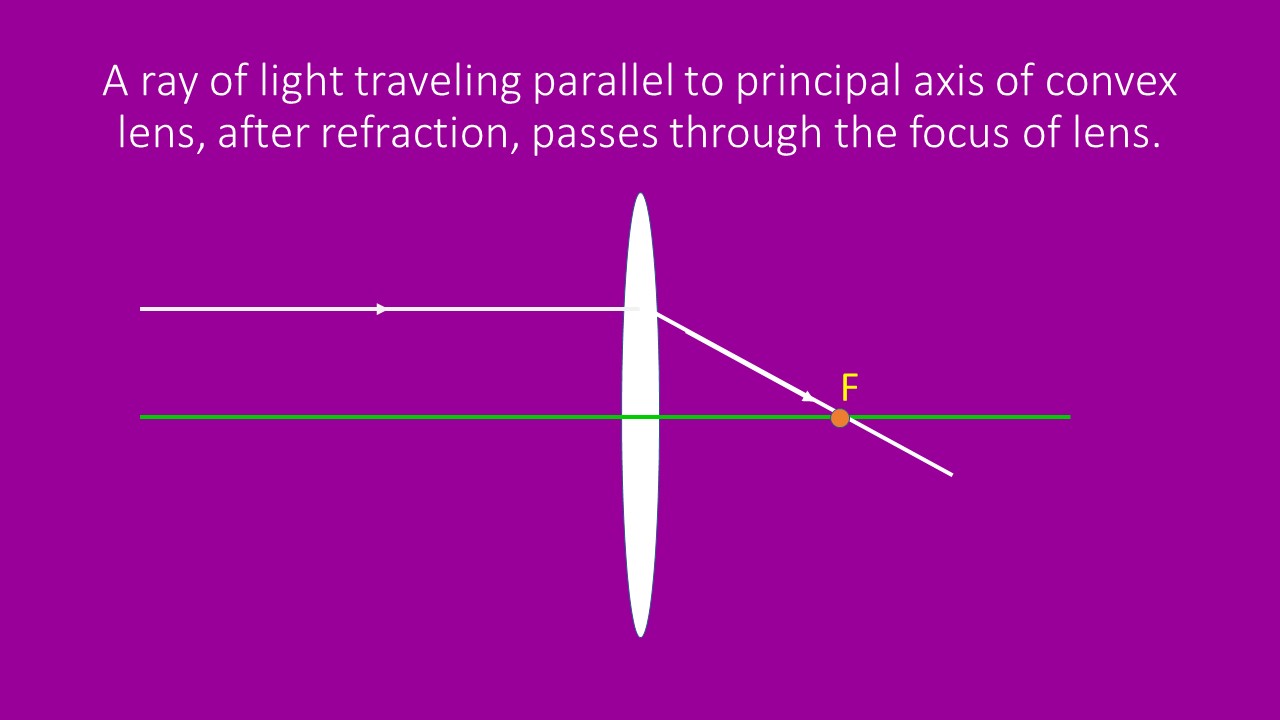 A ray of light traveling parallel to principal axis of convex
lens, after refraction, passes through the focus of lens.
F